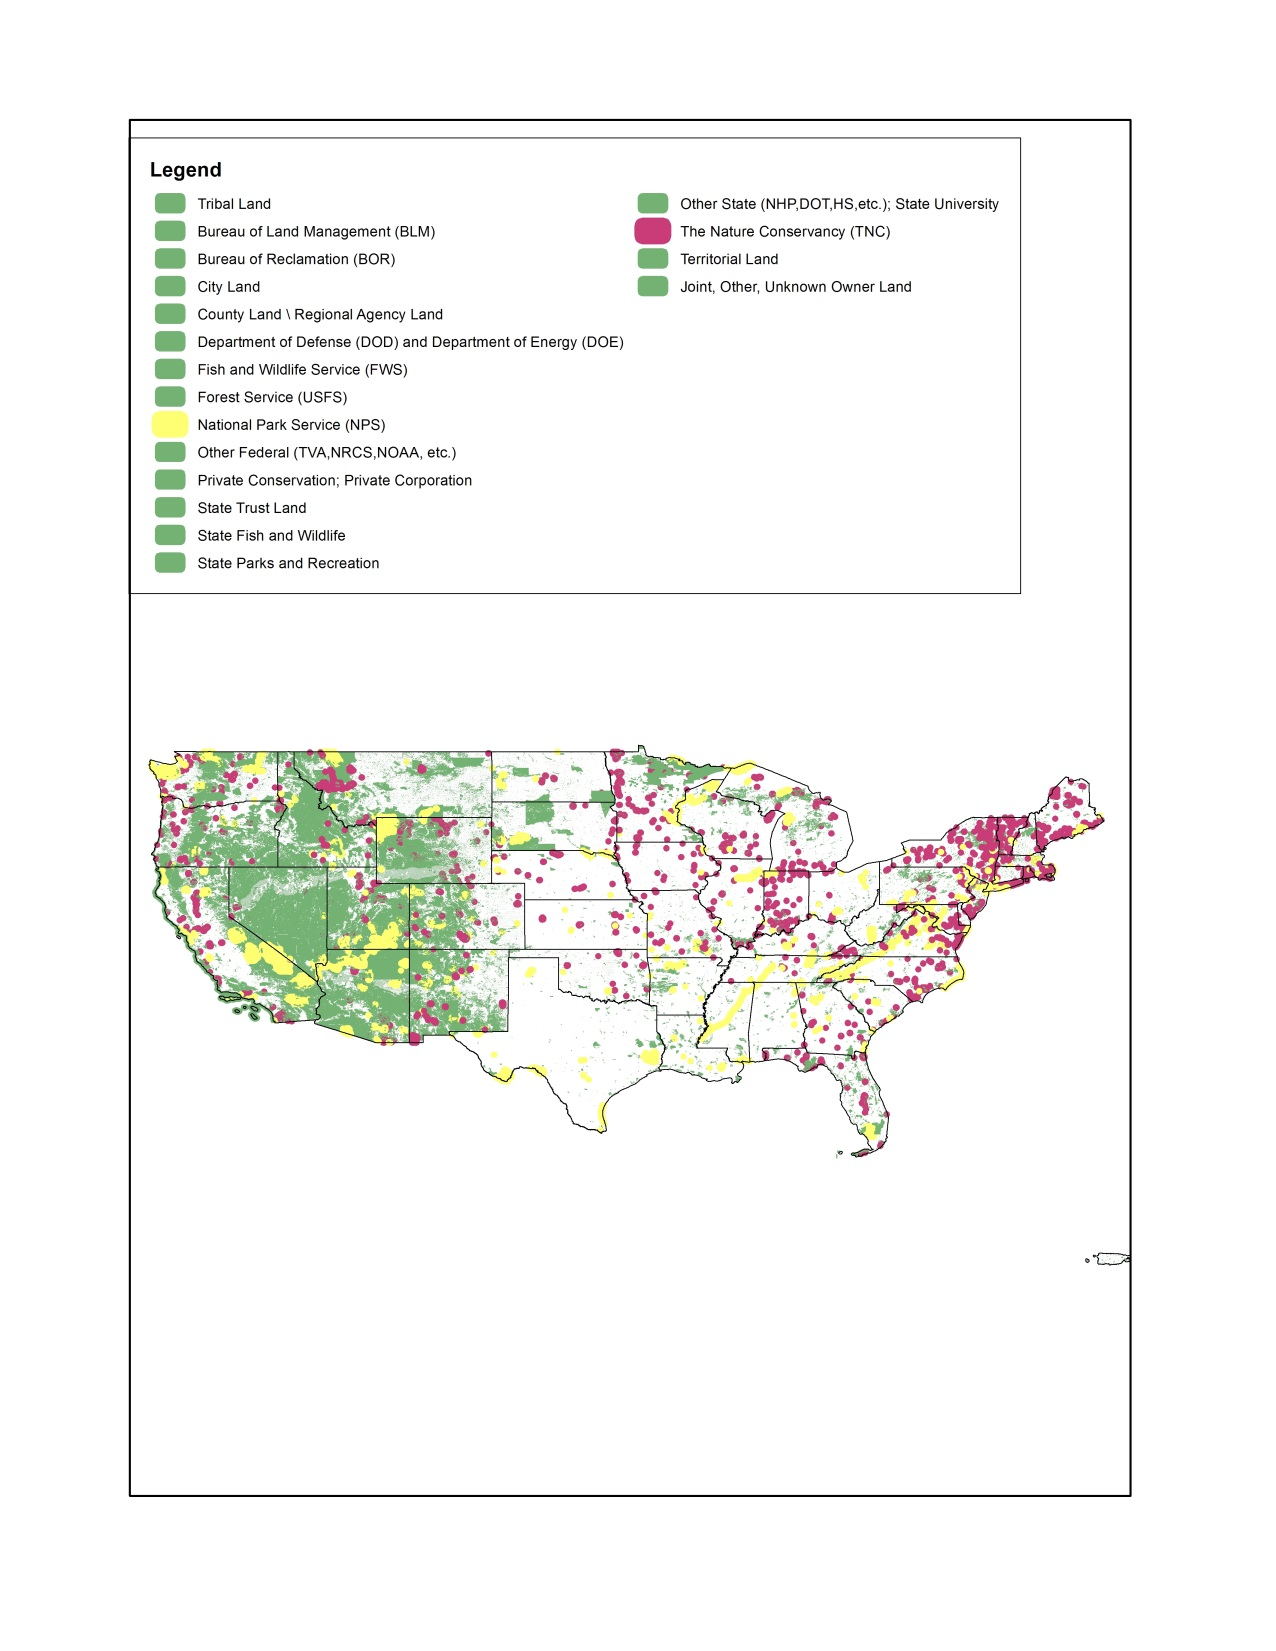 Legend
Tribal Land
Bureau of Land Management (BLM)
Bureau of Reclamation (BOR)
City Land
County Land \ Regional Agency Land
Department of Defense (DOD) and Department of Energy (DOE)
Fish and Wildlife Service (FWS)
Forest Service (USFS)
National Park Service (NPS)
Other Federal (TVA,NRCS,NOAA, etc.)
Private Conservation; Private Corporation
State Trust Land
State Fish and Wildlife
State Parks and Recreation
Other State (NHP,DOT,HS,etc.); State University
The Nature Conservancy (TNC)
Territorial Land
Joint, Other, Unknown Owner Land